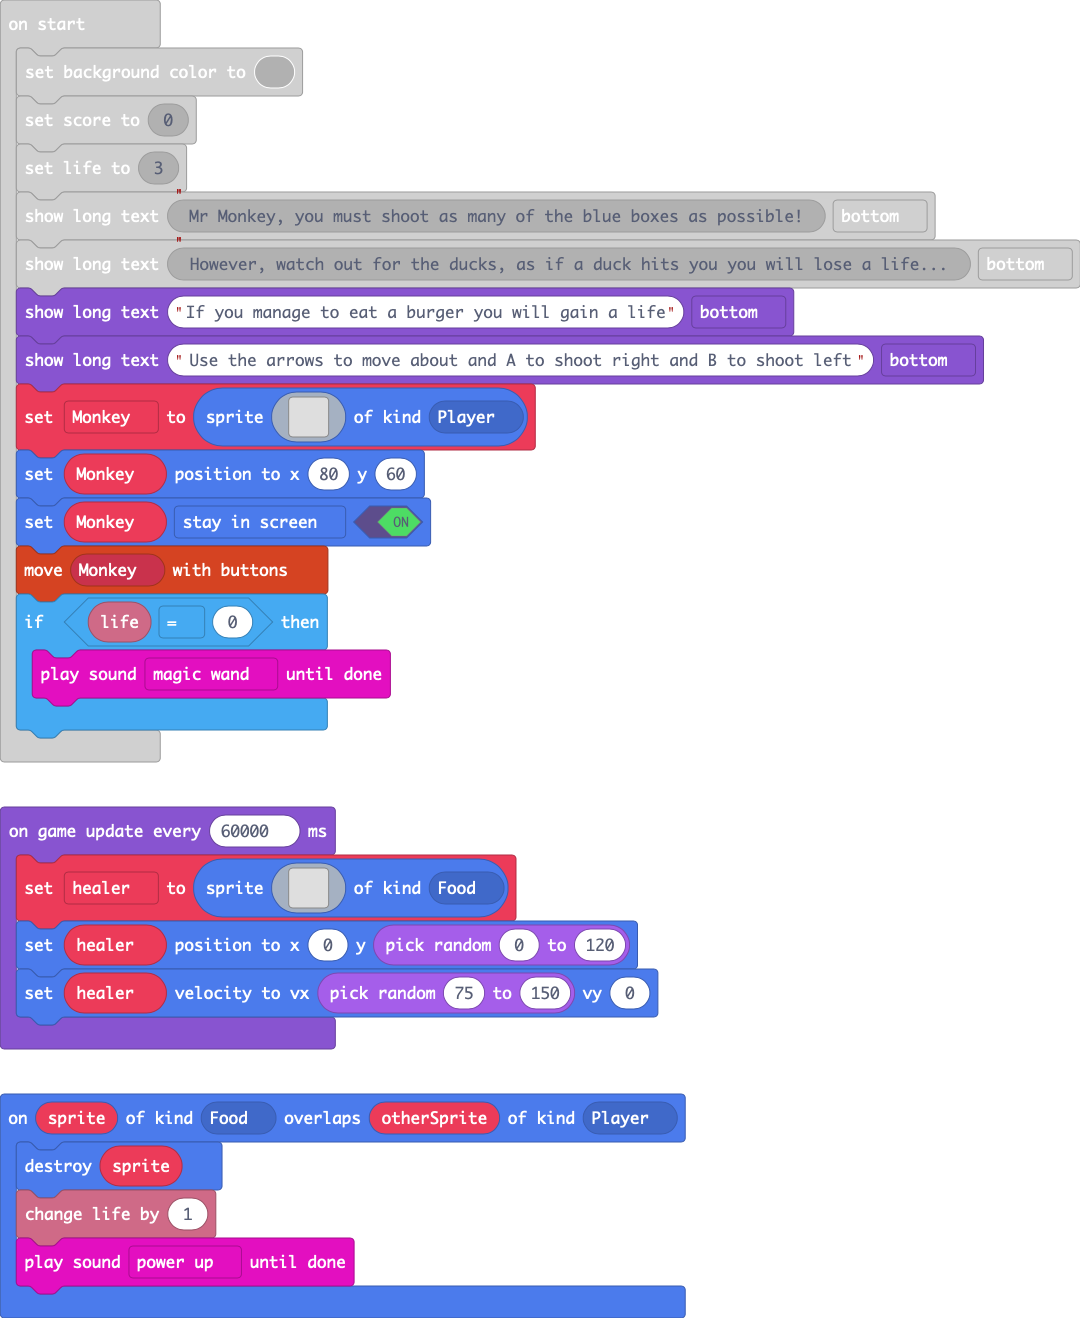 on start
set background color to
set score to 0
set life to 3
show long text " Mr Monkey, you must shoot as many of the blue boxes as possible! bottom
show long text " However, watch out for the ducks, as if a duck hits you you will lose a life... bottom
show long text "If you manage to eat a burger you will gain a life" bottom
show long text " Use the arrows to move about and A to shoot right and B to shoot left " bottom
set Monkey to sprite of kind Player
set Monkey position to x 80 y 60
set Monkey stay in screen ON
move Monkey with buttons
if life = 0 then
play sound magic wand until done
on game update every 60000 ms
set healer to sprite of kind Food
set healer position to x 0 y pick random 0 to 120
set healer velocity to vx pick random 75 to 150 vy 0
on sprite of kind Food overlaps otherSprite of kind Player
destroy sprite
change life by 1
play sound power up until done